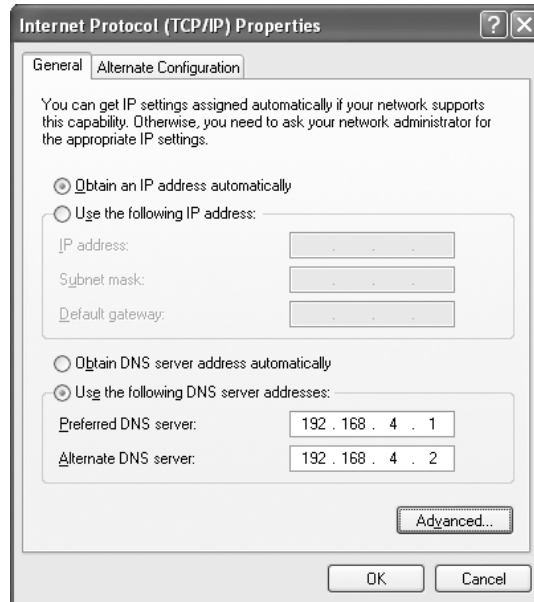 Internet Protocol (TCP/IP) Properties
General
Alternate Configuration
You can get IP settings assigned automatically if your network supports
this capability. Otherwise, you need to ask your network administrator for
the appropriate IP settings.
Obtain an IP address automatically
Use the following IP address:
IP address:
Subnet mask:
Default gateway:
Obtain DNS server address automatically
Use the following DNS server addresses:
Preferred DNS server: 192 . 168 . 4 . 1
Alternate DNS server: 192 . 168 . 4 . 2
Advanced...
OK Cancel